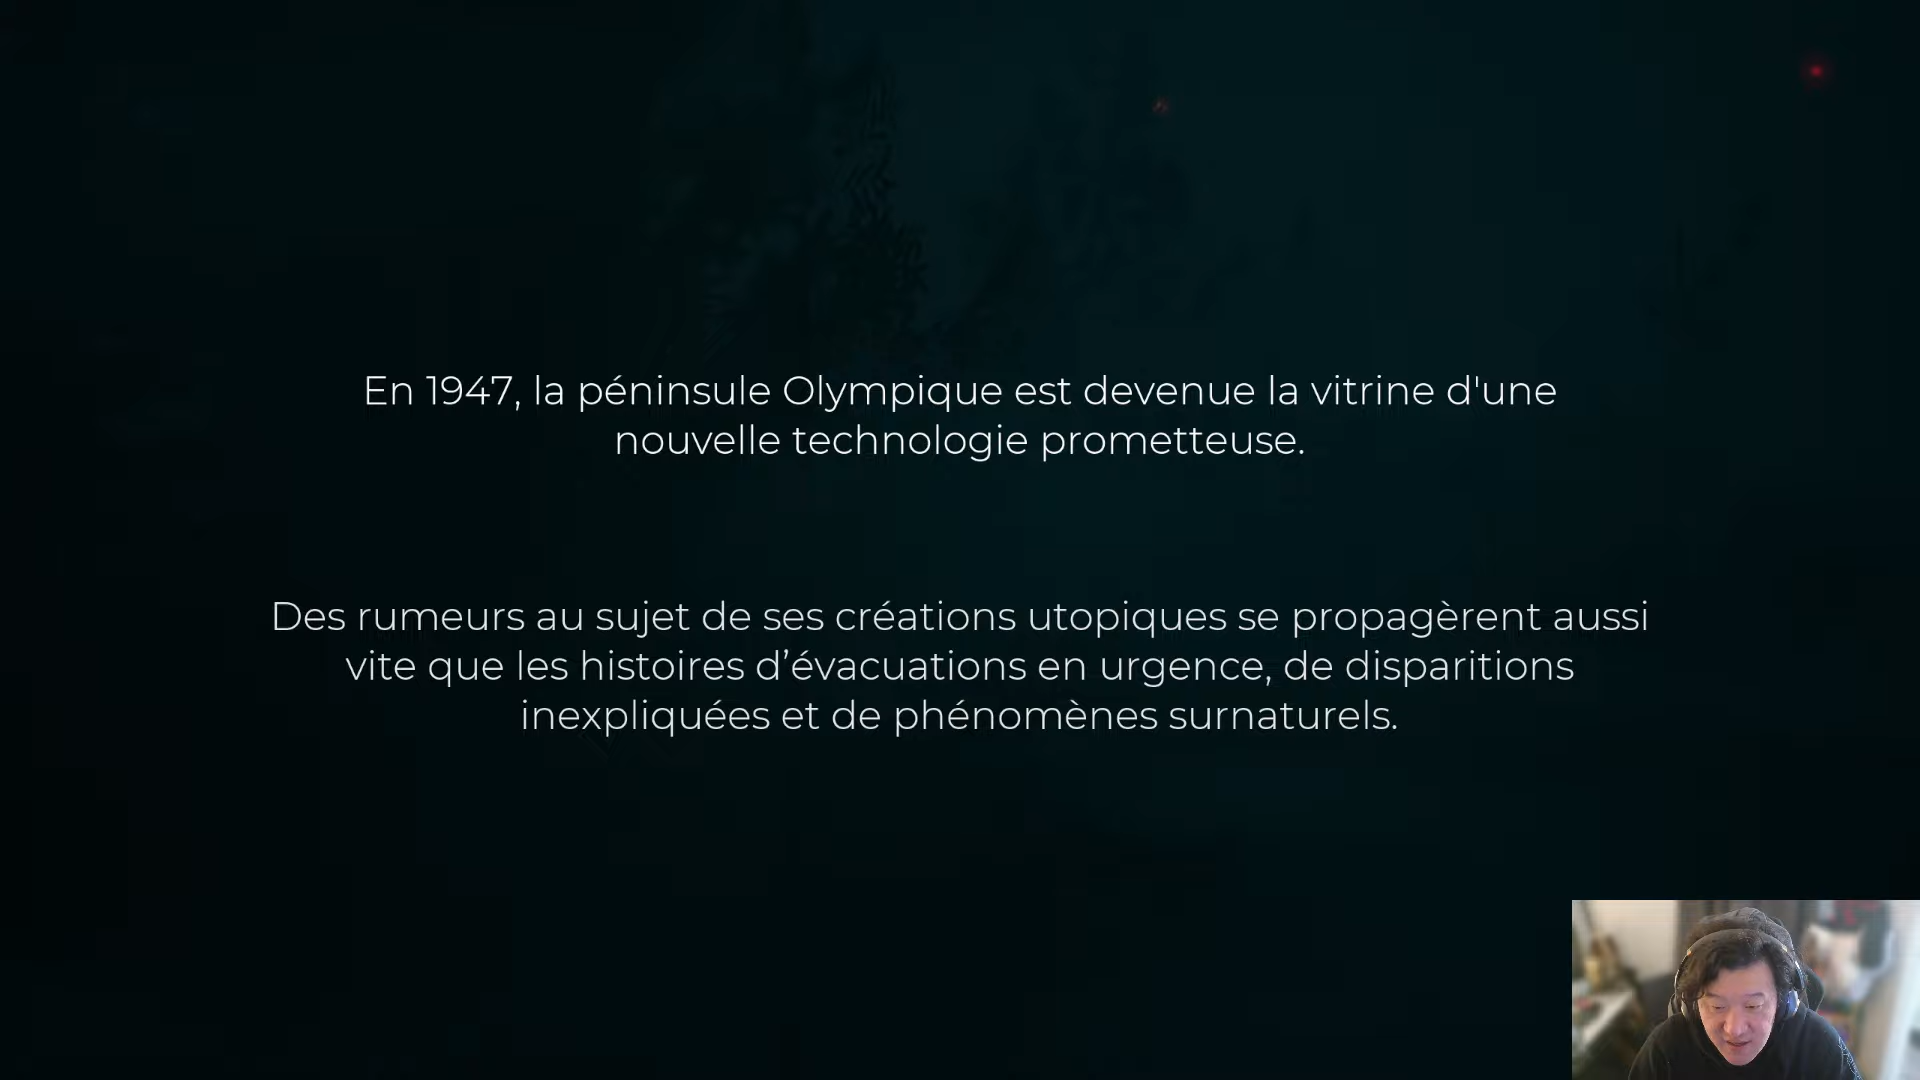 En 1947, la péninsule Olympique est devenue la vitrine d'une
nouvelle technologie prometteuse.
Des rumeurs au sujet de ses créations utopiques se propagèrent aussi
vite que les histoires d’évacuations en urgence, de disparitions
inexpliquées et de phénomènes surnaturels.